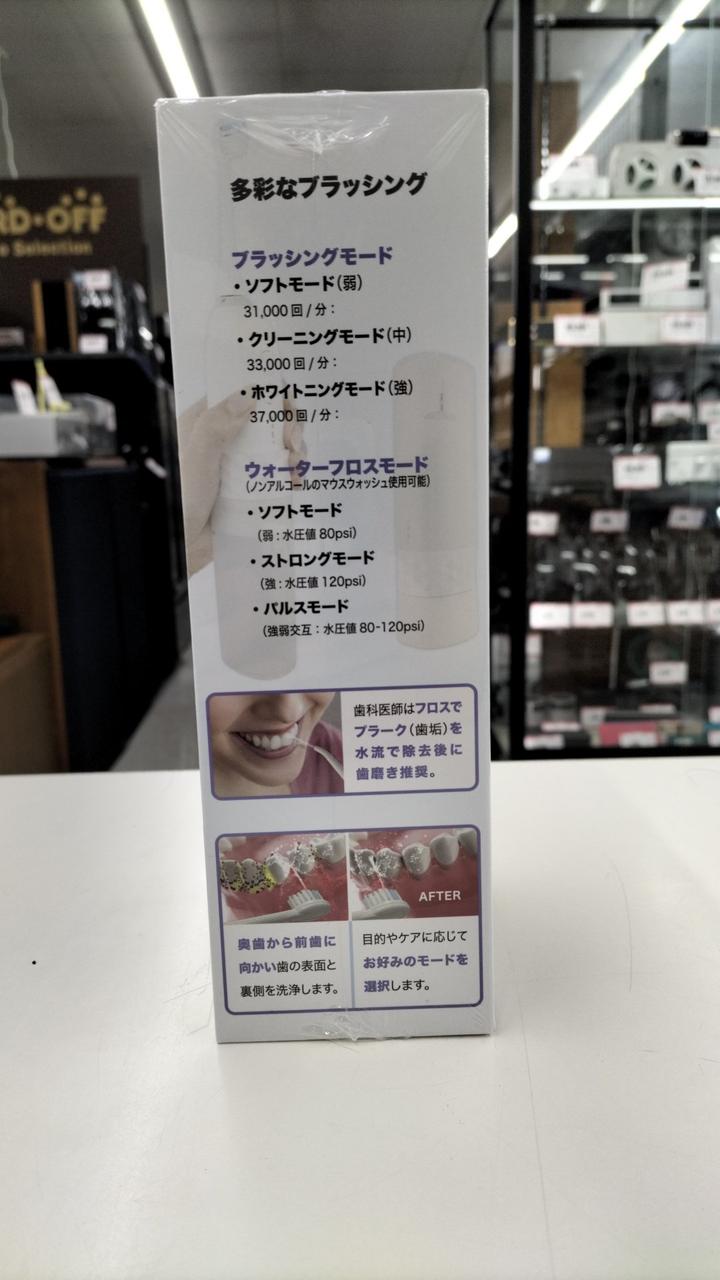 RD・OFF
e Selection
多彩なブラッシング
ブラッシングモード
・ソフトモード(弱)
31,000回/分:
・クリーニングモード(中)
33,000回/分:
・ホワイトニングモード(強)
37,000回/分:
ウォーターフロスモード
(ノンアルコールのマウスウォッシュ使用可能)
・ソフトモード
(弱:水圧値 80psi)
・ストロングモード
(強:水圧値 120psi)
・パルスモード
(強弱交互:水圧値 80-120psi)
歯科医師はフロスで
プラーク(歯垢)を
水流で除去後に
歯磨き推奨。
AFTER
奥歯から前歯に
向かい歯の表面と
裏側を洗浄します。
目的やケアに応じて
お好みのモードを
選択します。